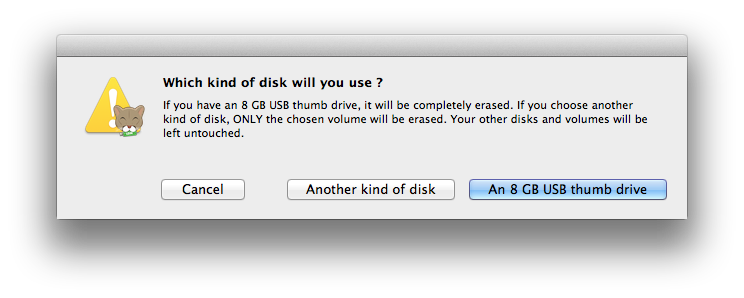 Which kind of disk will you use ?
If you have an 8 GB USB thumb drive, it will be completely erased. If you choose another
kind of disk, ONLY the chosen volume will be erased. Your other disks and volumes will be
left untouched.
Cancel
Another kind of disk
An 8 GB USB thumb drive